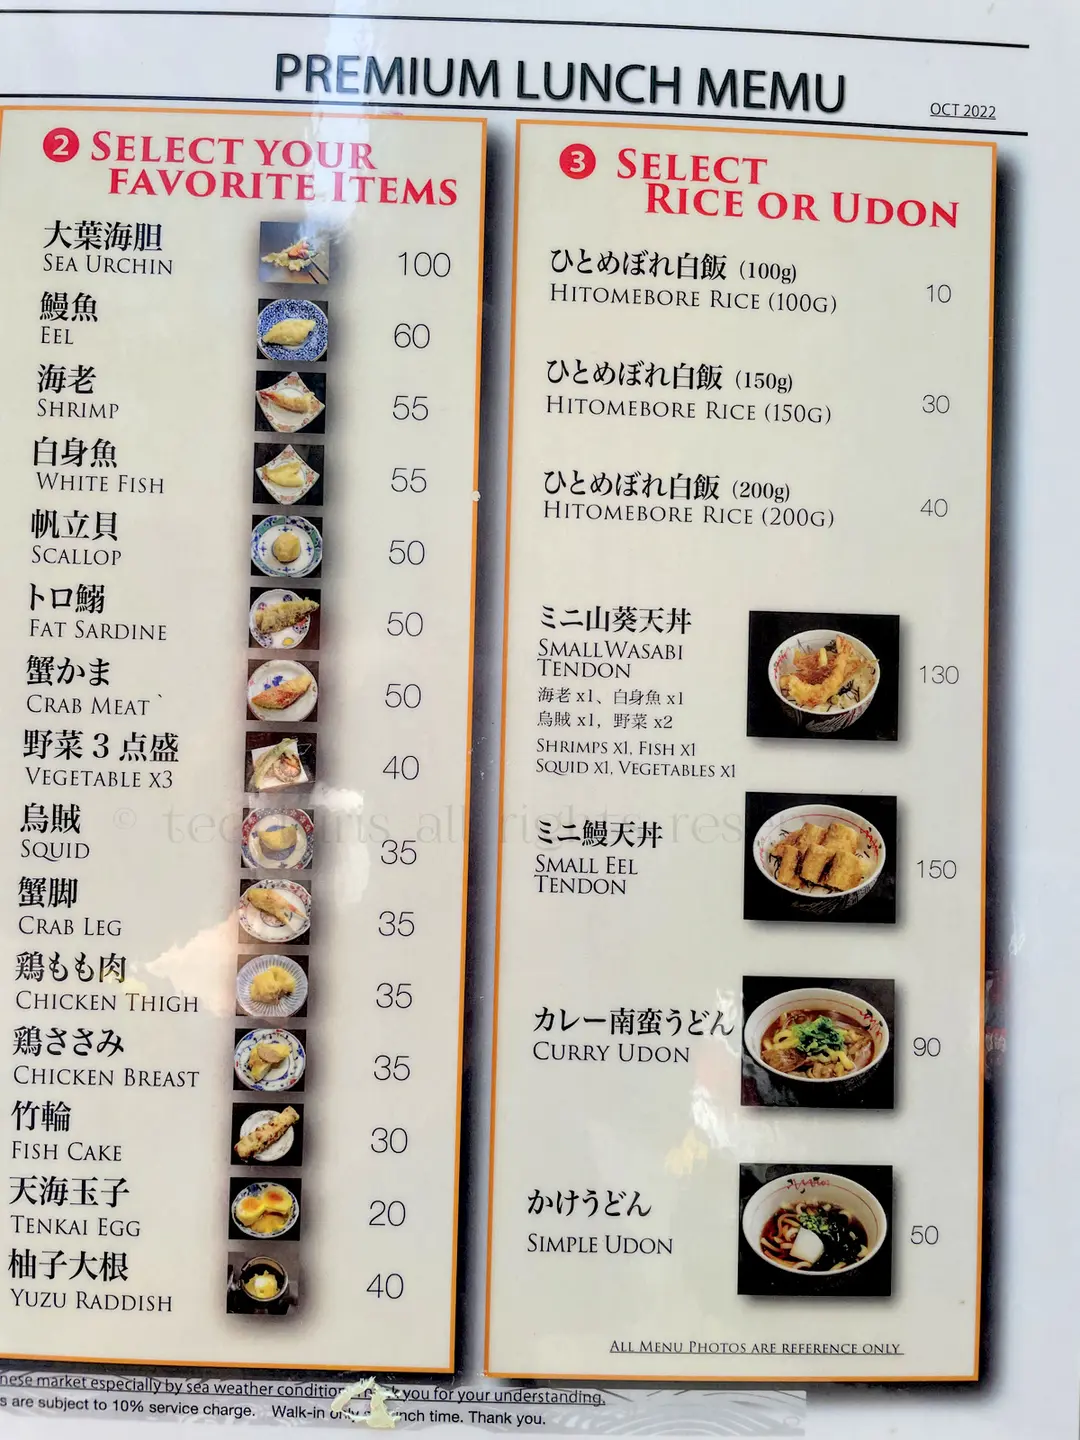 PREMIUM LUNCH MEMU
OCT 2022
2 SELECT YOUR
FAVORITE ITEMS
大葉海胆
SEA URCHIN
100
鰻魚
EEL
60
海老
SHRIMP
55
白身魚
WHITE FISH
55
帆立貝
SCALLOP
50
トロ鰯
FAT SARDINE
50
蟹かま
CRAB MEAT`
50
野菜3点盛
VEGETABLE X3
40
烏賊
SQUID
35
蟹脚
CRAB LEG
35
鶏もも肉
CHICKEN THIGH
35
鶏ささみ
CHICKEN BREAST
35
竹輪
FISH CAKE
30
天海玉子
TENKAI EGG
20
柚子大根
YUZU RADDISH
40
3 SELECT
RICE OR UDON
ひとめぼれ白飯 (100g)
HITOMEBORE RICE (100G)
10
ひとめぼれ白飯 (150g)
HITOMEBORE RICE (150G)
30
ひとめぼれ白飯 (200g)
HITOMEBORE RICE (200G)
40
ミニ山葵天丼
SMALL WASABI
TENDON
海老 x1、白身魚 x1
烏賊 x1，野菜 x2
SHRIMPS X1, FISH X1
SQUID X1, VEGETABLES X1
130
ミニ鰻天丼
SMALL EEL
TENDON
150
カレー南蛮うどん
CURRY UDON
90
かけうどん
SIMPLE UDON
50
ALL MENU PHOTOS ARE REFERENCE ONLY
market especially by sea weather you for your understanding.
are subject to 10% service charge. Walk-in only time. Thank you.
© all rights